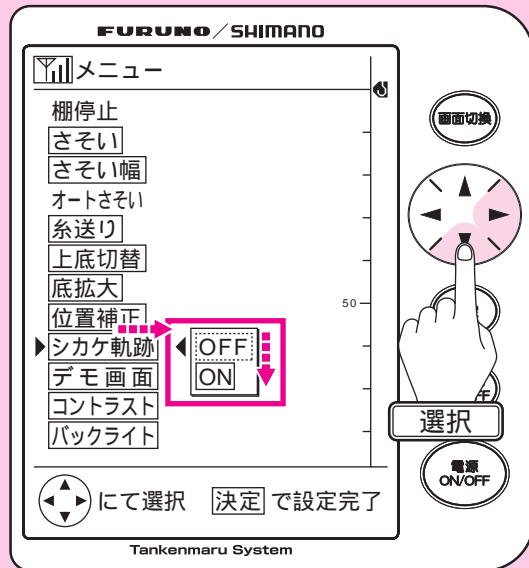 FURUNO/SHIMANO
メニュー
棚停止
さそい
さそい幅
オートさそい
糸送り
上底切替
底拡大
位置補正
シカケ軌跡
OFF
ON
デモ画面
コントラスト
バックライト
50
にて選択 決定 で設定完了
Tankenmaru System
画面切換
選択
電源
ON/OFF